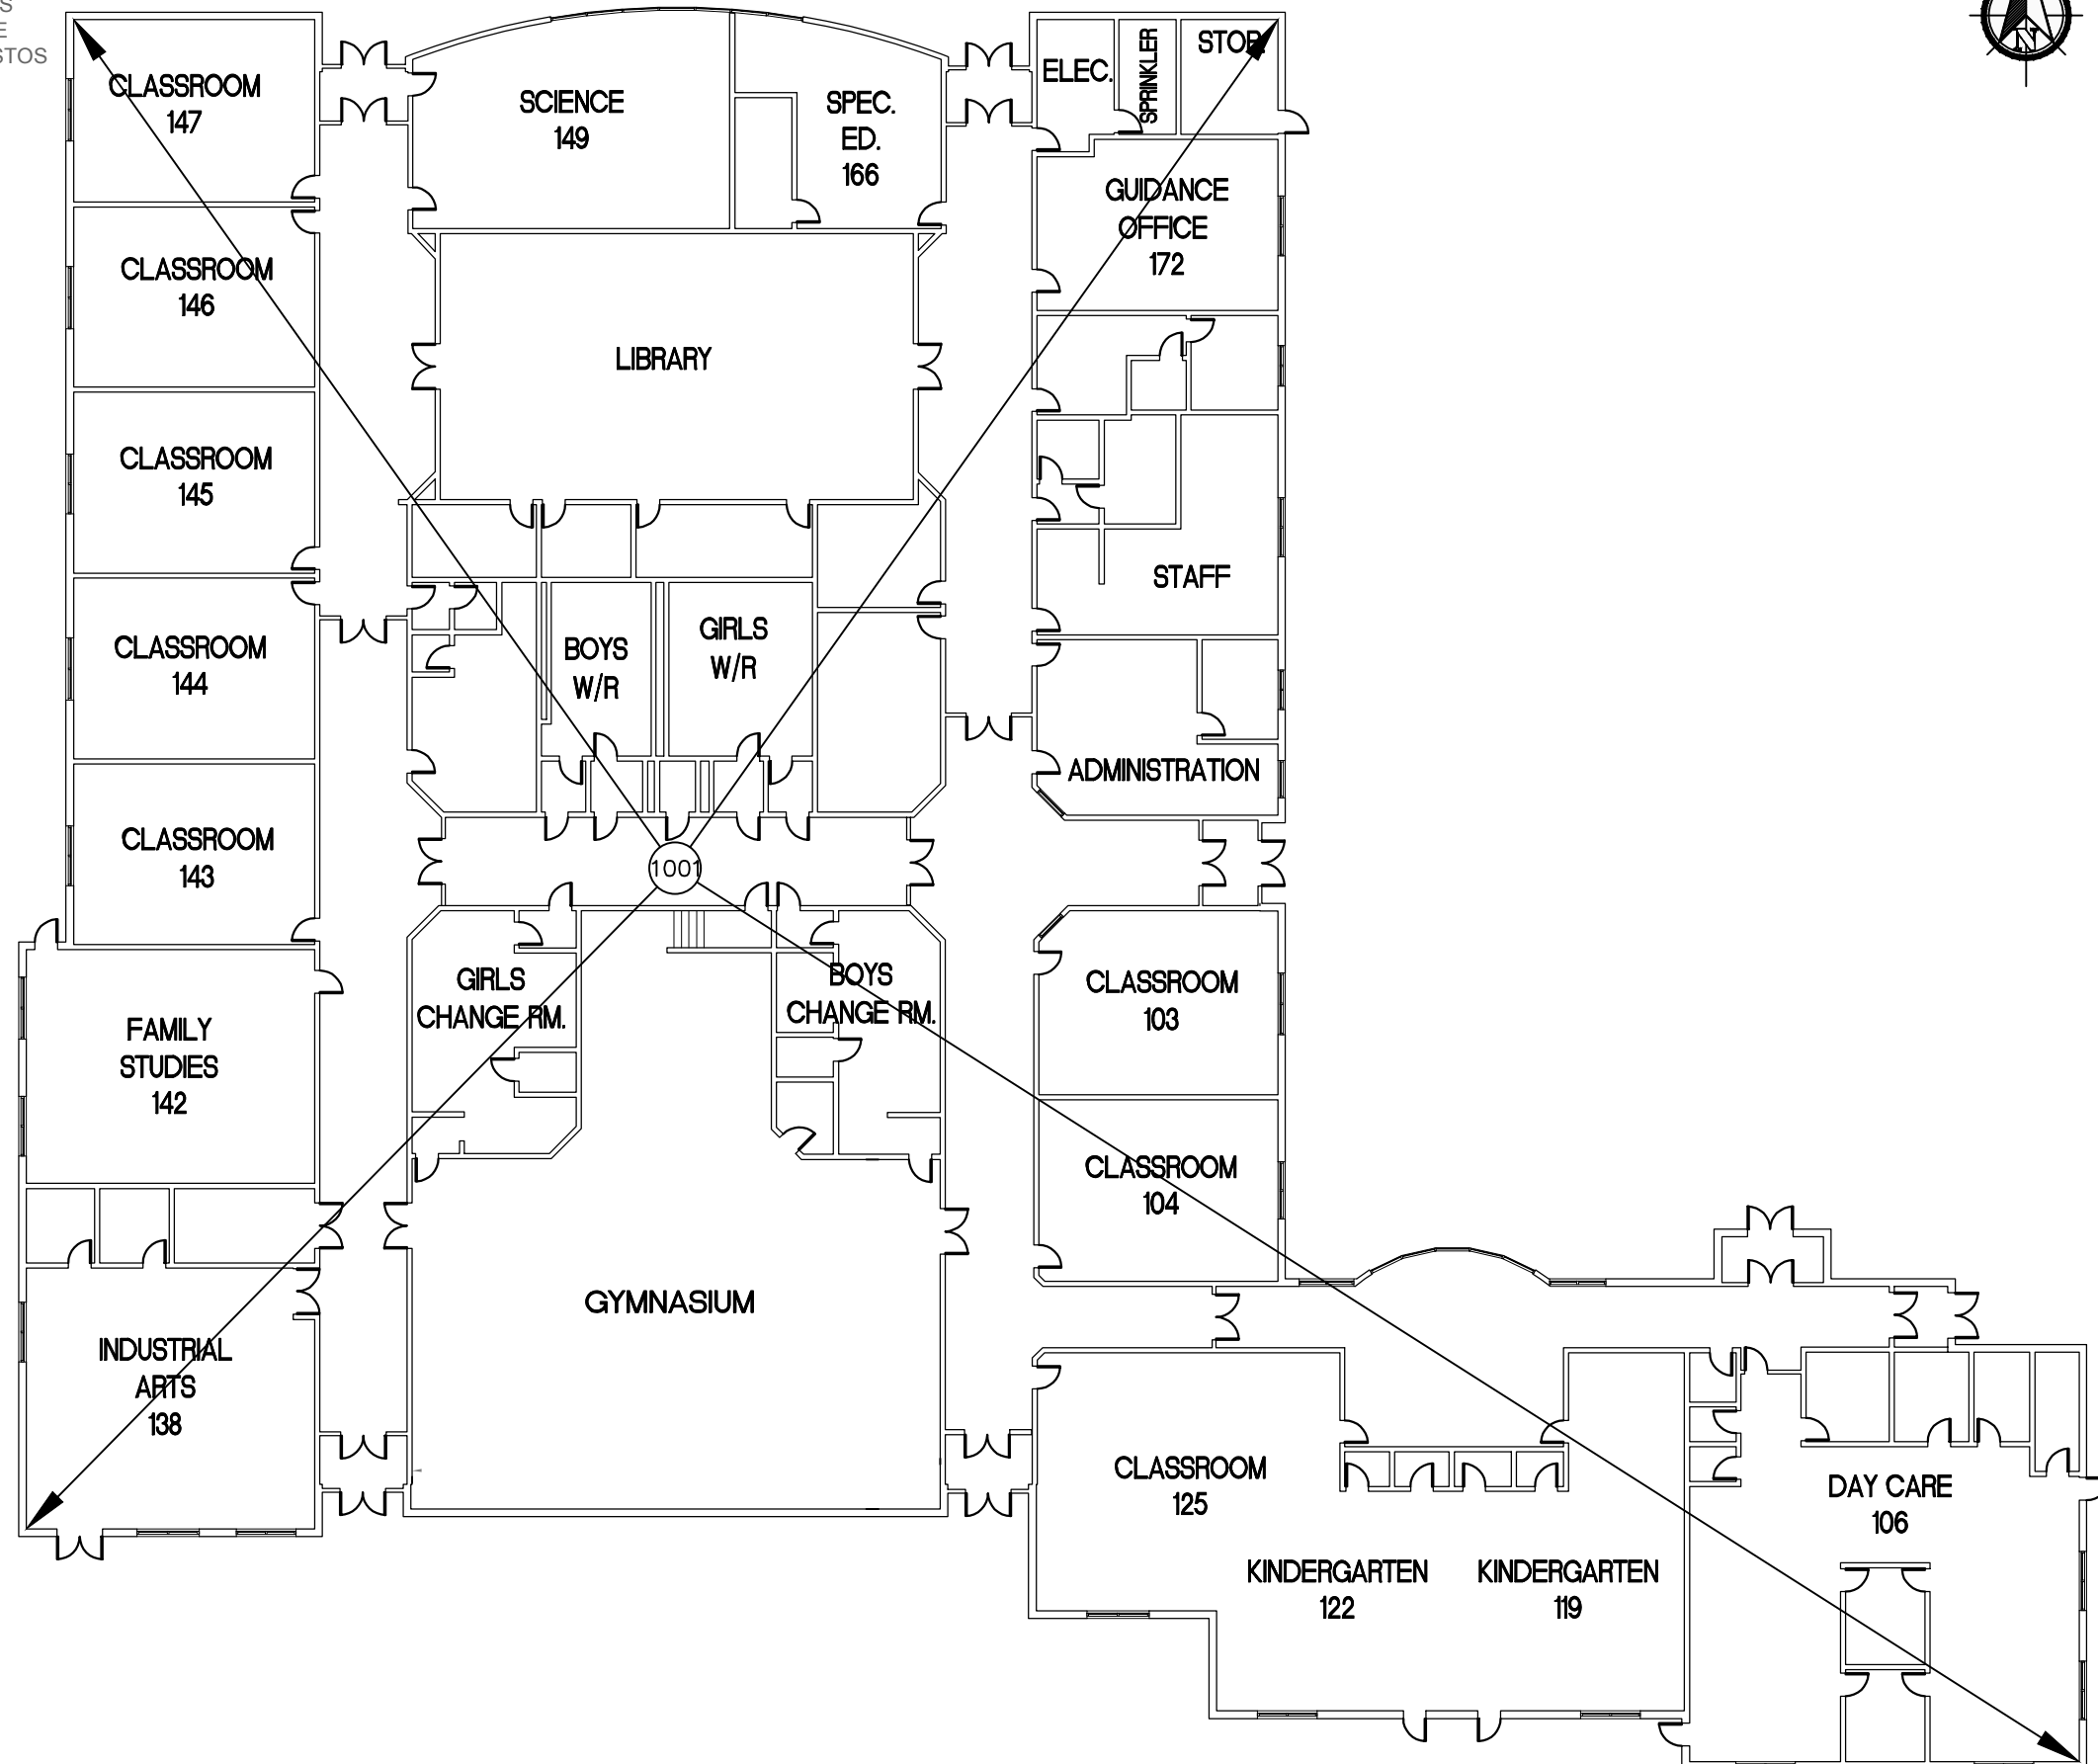 S
E
STOS
N
CLASSROOM
147
SCIENCE
149
SPEC.
ED.
166
ELEC.
SPRINKLER
STOR
GUIDANCE
OFFICE
172
CLASSROOM
146
LIBRARY
CLASSROOM
145
STAFF
CLASSROOM
144
BOYS
W/R
GIRLS
W/R
ADMINISTRATION
CLASSROOM
143
1001
GIRLS
CHANGE RM.
BOYS
CHANGE RM.
CLASSROOM
103
FAMILY
STUDIES
142
CLASSROOM
104
GYMNASIUM
INDUSTRIAL
ARTS
138
CLASSROOM
125
DAY CARE
106
KINDERGARTEN
122
KINDERGARTEN
119